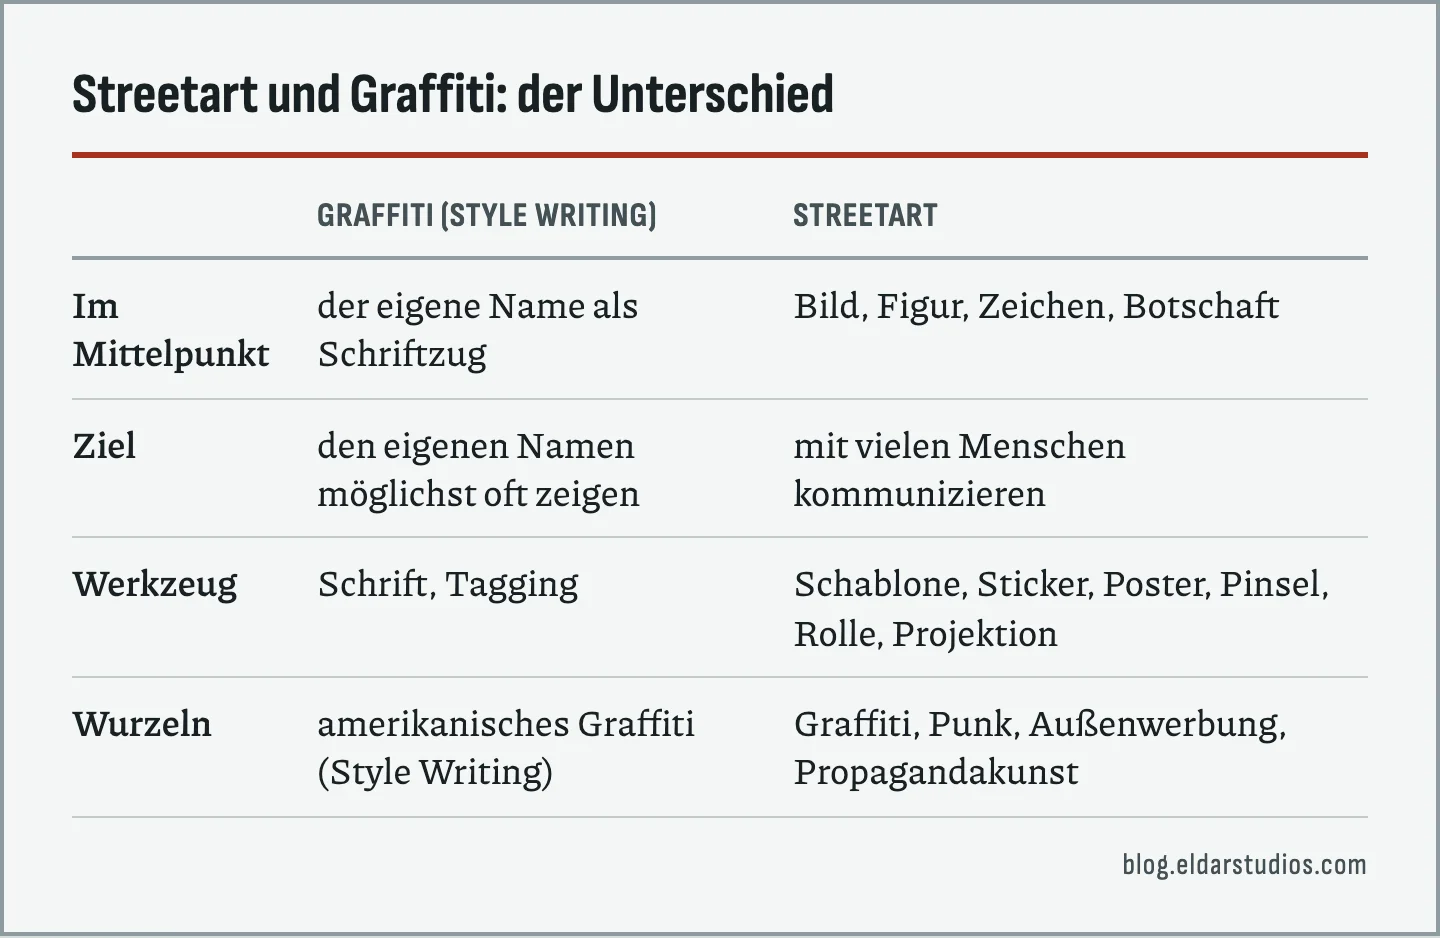 Streetart und Graffiti: der Unterschied
GRAFFITI (STYLE WRITING) STREETART
Im Mittelpunkt
der eigene Name als
Schriftzug
Bild, Figur, Zeichen, Botschaft
Ziel
den eigenen Namen
möglichst oft zeigen
mit vielen Menschen
kommunizieren
Werkzeug
Schrift, Tagging
Schablone, Sticker, Poster, Pinsel,
Rolle, Projektion
Wurzeln
amerikanisches Graffiti
(Style Writing)
Graffiti, Punk, Außenwerbung,
Propagandakunst
blog.eldarstudios.com